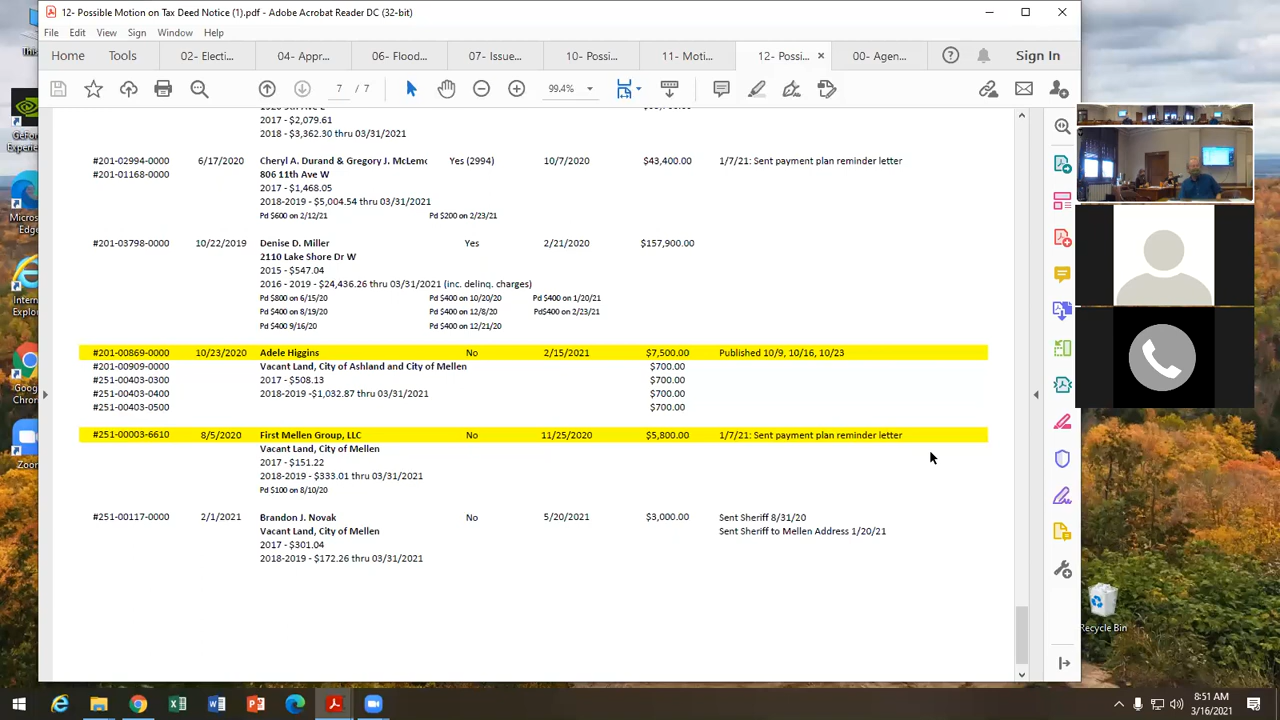 12- Possible Motion on Tax Deed Notice (1).pdf - Adobe Acrobat Reader DC (32-bit)
File Edit View Sign Window Help
Home Tools 02- Electi... 04- Appr... 06- Flood... 07- Issue... 10- Possi... 11- Moti... 12- Possi... × 00- Agen... Sign In
7 / 7 99.4%
2017 - $2,079.61
2018 - $3,362.30 thru 03/31/2021
#201-02994-0000 6/17/2020 Cheryl A. Durand & Gregory J. McLemo Yes (2994) 10/7/2020 $43,400.00 1/7/21: Sent payment plan reminder letter
#201-01168-0000 806 11th Ave W
2017 - $1,468.05
2018-2019 - $5,004.54 thru 03/31/2021
Pd $600 on 2/12/21 Pd $200 on 2/23/21
#201-03798-0000 10/22/2019 Denise D. Miller Yes 2/21/2020 $157,900.00
2110 Lake Shore Dr W
2015 - $547.04
2016 - 2019 - $24,436.26 thru 03/31/2021 (inc. delinq. charges)
Pd $800 on 6/15/20 Pd $400 on 10/20/20 Pd $400 on 1/20/21
Pd $400 on 8/19/20 Pd $400 on 12/8/20 Pd$400 on 2/23/21
Pd $400 9/16/20 Pd $400 on 12/21/20
#201-00869-0000 10/23/2020 Adele Higgins No 2/15/2021 $7,500.00 Published 10/9, 10/16, 10/23
#201-00909-0000 Vacant Land, City of Ashland and City of Mellen $700.00
#251-00403-0300 2017 - $508.13 $700.00
#251-00403-0400 2018-2019 -$1,032.87 thru 03/31/2021 $700.00
#251-00403-0500 $700.00
#251-00003-6610 8/5/2020 First Mellen Group, LLC No 11/25/2020 $5,800.00 1/7/21: Sent payment plan reminder letter
Vacant Land, City of Mellen
2017 - $151.22
2018-2019 - $333.01 thru 03/31/2021
Pd $100 on 8/10/20
#251-00117-0000 2/1/2021 Brandon J. Novak No 5/20/2021 $3,000.00 Sent Sheriff 8/31/20
Vacant Land, City of Mellen Sent Sheriff to Mellen Address 1/20/21
2017 - $301.04
2018-2019 - $172.26 thru 03/31/2021
Recycle Bin
8:51 AM
3/16/2021